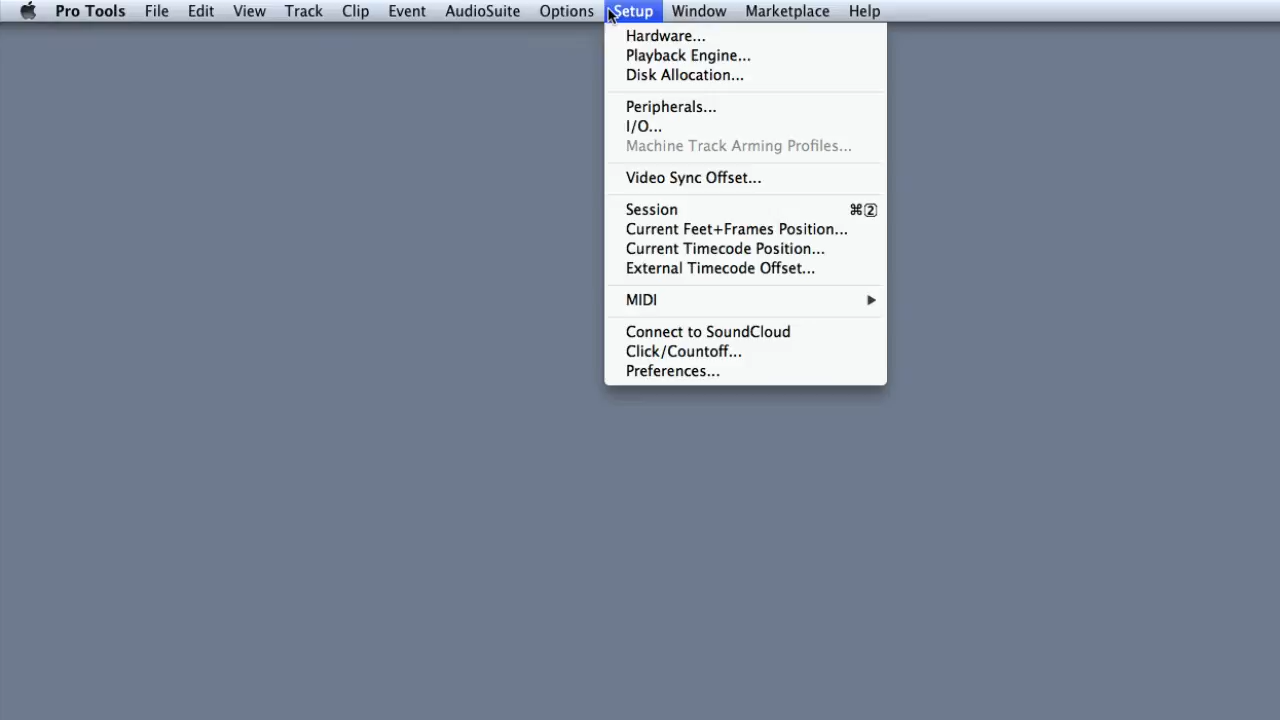 Pro Tools File Edit View Track Clip Event AudioSuite Options Setup Window Marketplace Help
Hardware...
Playback Engine...
Disk Allocation...
Peripherals...
I/O...
Machine Track Arming Profiles...
Video Sync Offset...
Session ⌘2
Current Feet+Frames Position...
Current Timecode Position...
External Timecode Offset...
MIDI
Connect to SoundCloud
Click/Countoff...
Preferences...